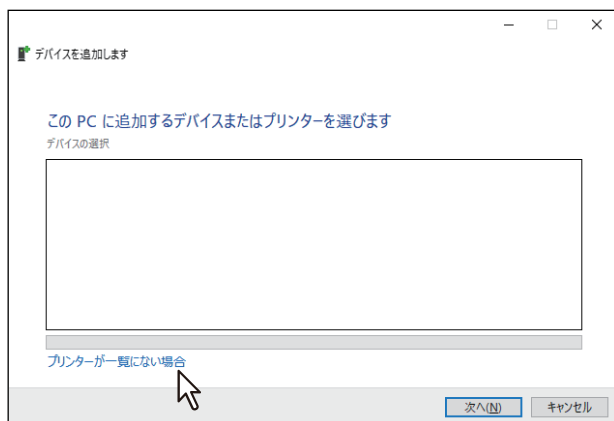 デバイスを追加します
この PC に追加するデバイスまたはプリンターを選びます
デバイスの選択
プリンターが一覧にない場合
次へ(N)
キャンセル